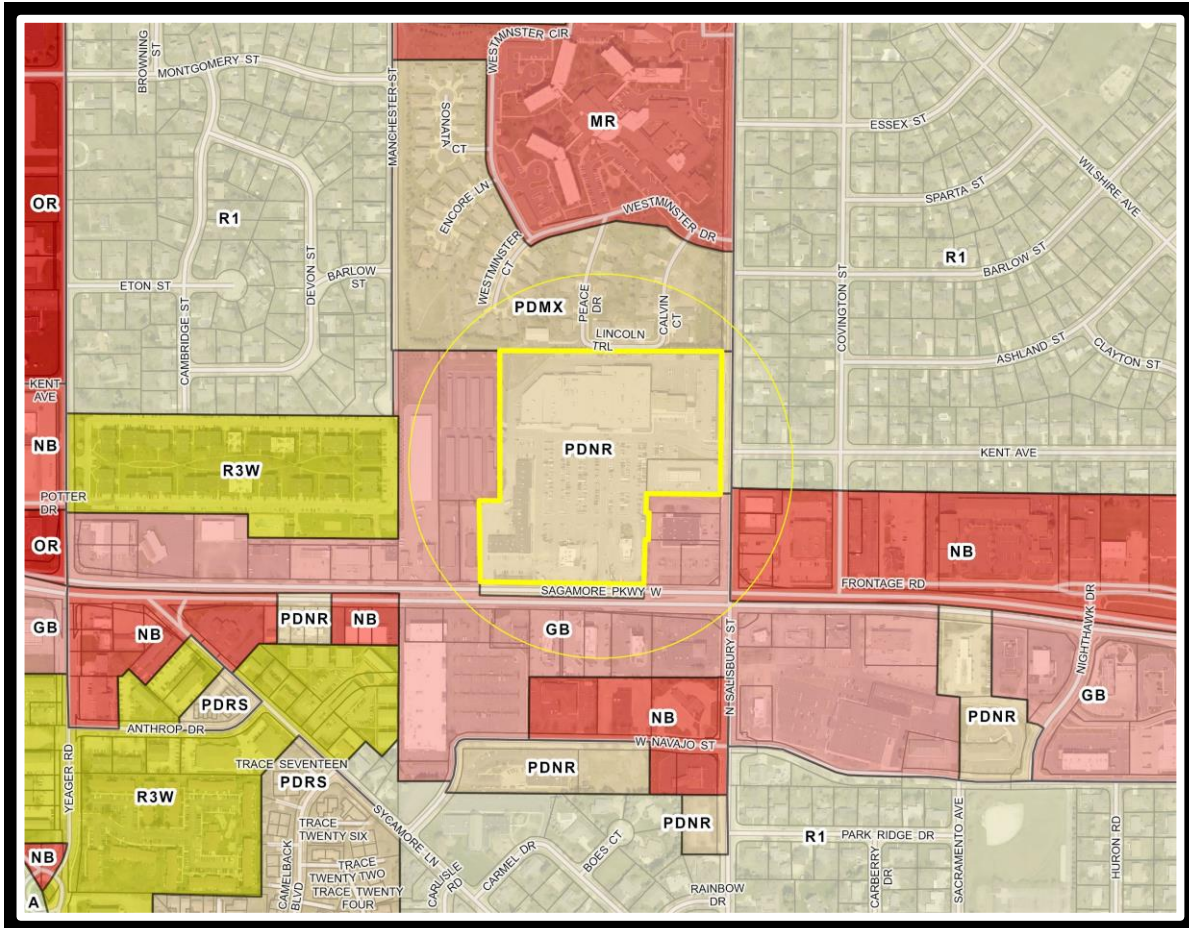 WESTMINSTER CIR
BROWNING
ST
MONTGOMERY ST
MANCHESTER ST
SONATA
CT
MR
ESSEX ST
WILSHIRE AVE
SPARTA ST
OR
R1
ENCORE LN
WESTMINSTER DR
WESTMINSTER
CT
DEVON ST
BARLOW
ST
ETON ST
CAMBRIDGE ST
R1
BARLOW ST
COVINGTON ST
PDMX
PEACE
DR
CALVIN
CT
LINCOLN
TRL
ASHLAND ST
CLAYTON ST
KENT
AVE
NB
R3W
PDNR
KENT AVE
POTTER
DR
OR
NB
FRONTAGE RD
SAGAMORE PKWY W
GB
NB
PDNR
NB
GB
N SALISBURY ST
NIGHTHAWK DR
GB
PDRS
ANTHROP DR
NB
W NAVAJO ST
PDNR
YEAGER RD
TRACE SEVENTEEN
PDRS
PDNR
R3W
SYCAMORE LN
TRACE
TWENTY SIX
TRACE
TWENTY TWO
TRACE TWENTY
FOUR
CAMELBACK
BLVD
CARLISLE
RD
CARMEL DR
BOES CT
PDNR
R1
PARK RIDGE DR
CARBERRY
DR
SACRAMENTO AVE
HURON RD
RAINBOW
DR
NB
A